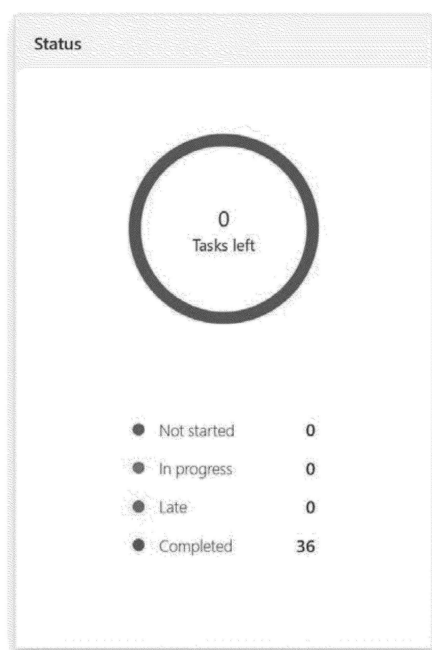 Status
0
Tasks left
Not started 0
In progress 0
Late 0
Completed 36